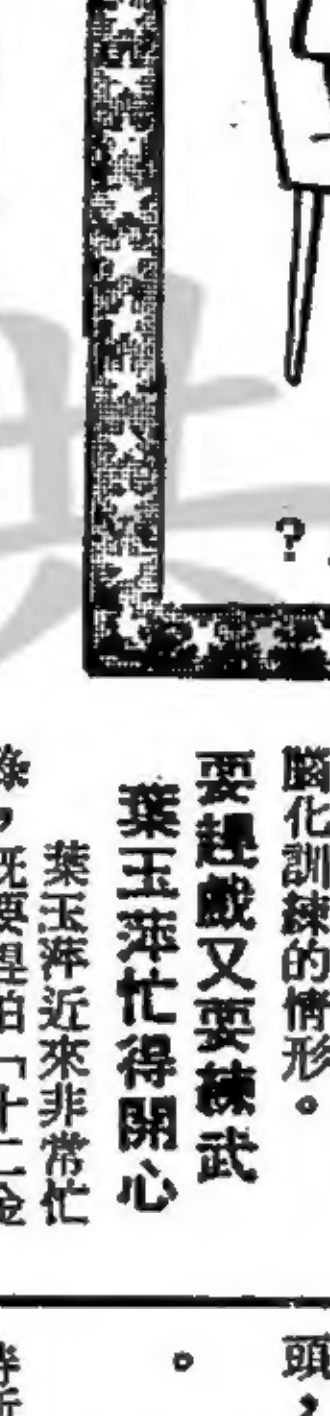 ？
腦化訓練的情形。
要趕戲又要練武
葉玉萍忙得開心
葉玉萍近來非常忙
碌，既要趕拍「十二金
頭，
。